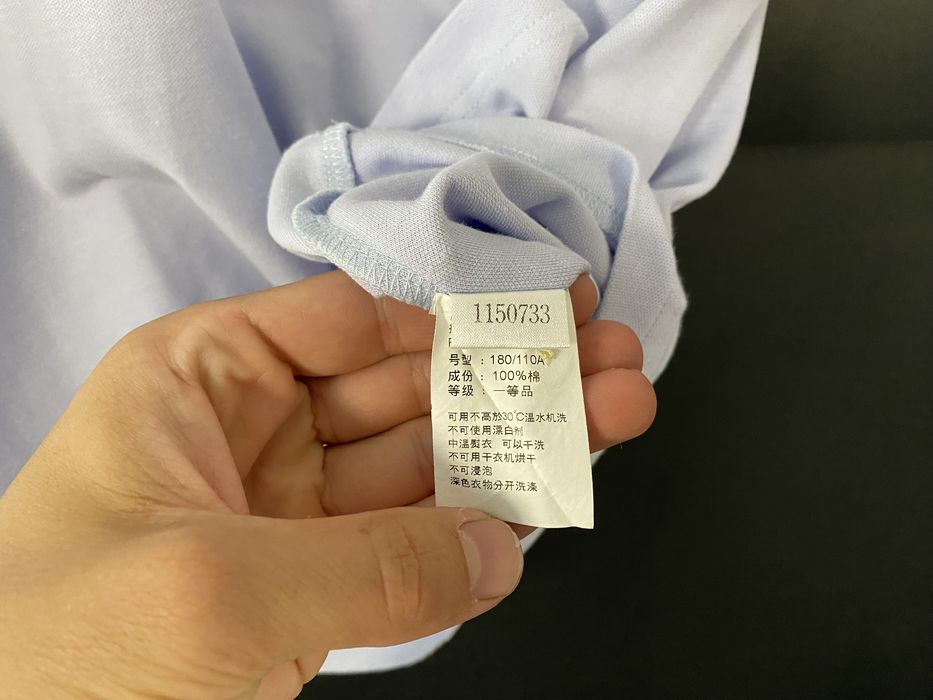 1150733
号型：180/110A
成份：100%棉
等级：一等品
可用不高於30°C温水机洗
不可使用漂白剂
中温熨衣 可以干洗
不可用干衣机烘干
不可浸泡
深色衣物分开洗涤